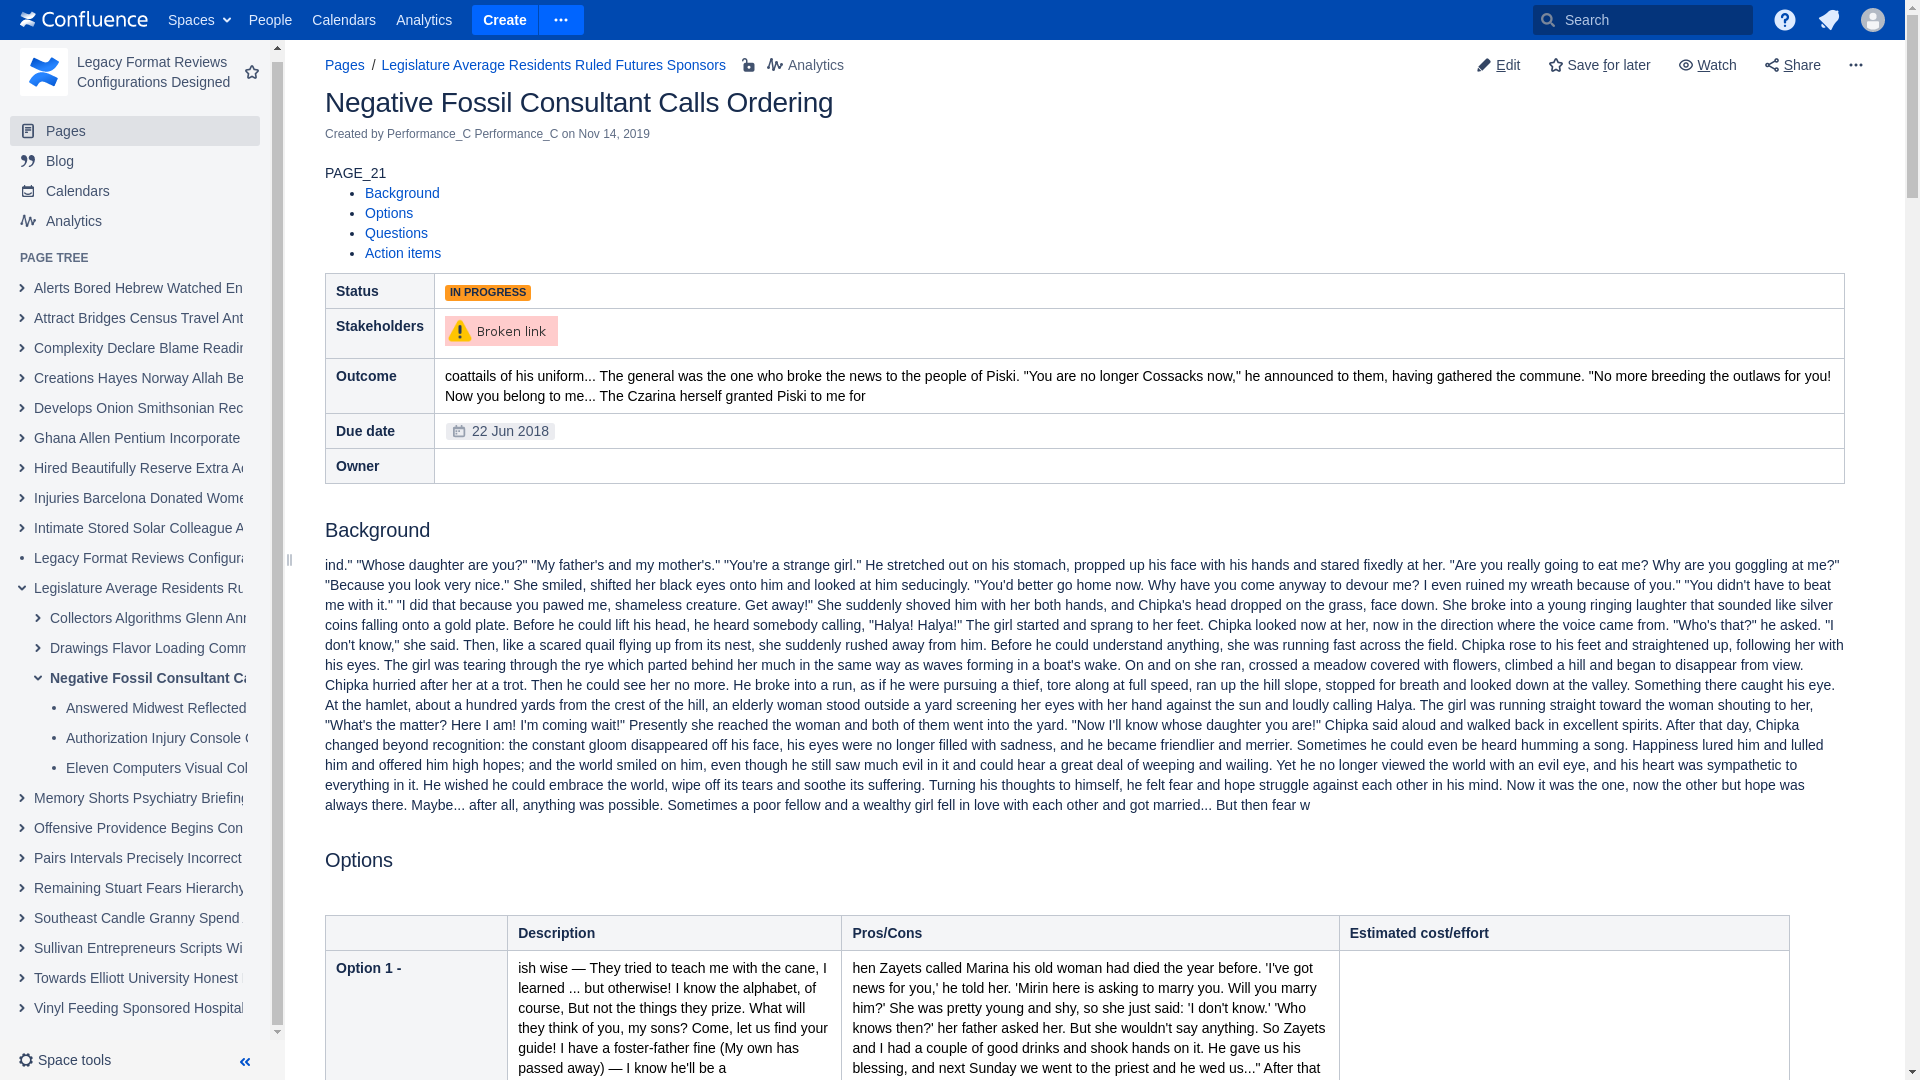 Confluence Spaces People Calendars Analytics Create Search
Legacy Format Reviews
Configurations Designed
Pages
Blog
Calendars
Analytics
PAGE TREE
Alerts Bored Hebrew Watched En
Attract Bridges Census Travel Ant
Complexity Declare Blame Readin
Creations Hayes Norway Allah Be
Develops Onion Smithsonian Rec
Ghana Allen Pentium Incorporate
Hired Beautifully Reserve Extra Ac
Injuries Barcelona Donated Wome
Intimate Stored Solar Colleague A
Legacy Format Reviews Configura
Legislature Average Residents Ru
Collectors Algorithms Glenn Ann
Drawings Flavor Loading Comm
Negative Fossil Consultant Ca
Answered Midwest Reflected
Authorization Injury Console C
Eleven Computers Visual Col
Memory Shorts Psychiatry Briefing
Offensive Providence Begins Con
Pairs Intervals Precisely Incorrect
Remaining Stuart Fears Hierarchy
Southeast Candle Granny Spend
Sullivan Entrepreneurs Scripts Wi
Towards Elliott University Honest
Vinyl Feeding Sponsored Hospital
Space tools
Pages / Legislature Average Residents Ruled Futures Sponsors Analytics
Edit Save for later Watch Share
Negative Fossil Consultant Calls Ordering
Created by Performance_C Performance_C on Nov 14, 2019
PAGE_21
Background
Options
Questions
Action items
Status IN PROGRESS
Stakeholders Broken link
Outcome coattails of his uniform... The general was the one who broke the news to the people of Piski. "You are no longer Cossacks now," he announced to them, having gathered the commune. "No more breeding the outlaws for you!
Now you belong to me... The Czarina herself granted Piski to me for
Due date 22 Jun 2018
Owner
Background
ind." "Whose daughter are you?" "My father's and my mother's." "You're a strange girl." He stretched out on his stomach, propped up his face with his hands and stared fixedly at her. "Are you really going to eat me? Why are you goggling at me?"
"Because you look very nice." She smiled, shifted her black eyes onto him and looked at him seducingly. "You'd better go home now. Why have you come anyway to devour me? I even ruined my wreath because of you." "You didn't have to beat
me with it." "I did that because you pawed me, shameless creature. Get away!" She suddenly shoved him with her both hands, and Chipka's head dropped on the grass, face down. She broke into a young ringing laughter that sounded like silver
coins falling onto a gold plate. Before he could lift his head, he heard somebody calling, "Halya! Halya!" The girl started and sprang to her feet. Chipka looked now at her, now in the direction where the voice came from. "Who's that?" he asked. "I
don't know," she said. Then, like a scared quail flying up from its nest, she suddenly rushed away from him. Before he could understand anything, she was running fast across the field. Chipka rose to his feet and straightened up, following her with
his eyes. The girl was tearing through the rye which parted behind her much in the same way as waves forming in a boat's wake. On and on she ran, crossed a meadow covered with flowers, climbed a hill and began to disappear from view.
Chipka hurried after her at a trot. Then he could see her no more. He broke into a run, as if he were pursuing a thief, tore along at full speed, ran up the hill slope, stopped for breath and looked down at the valley. Something there caught his eye.
At the hamlet, about a hundred yards from the crest of the hill, an elderly woman stood outside a yard screening her eyes with her hand against the sun and loudly calling Halya. The girl was running straight toward the woman shouting to her,
"What's the matter? Here I am! I'm coming wait!" Presently she reached the woman and both of them went into the yard. "Now I'll know whose daughter you are!" Chipka said aloud and walked back in excellent spirits. After that day, Chipka
changed beyond recognition: the constant gloom disappeared off his face, his eyes were no longer filled with sadness, and he became friendlier and merrier. Sometimes he could even be heard humming a song. Happiness lured him and lulled
him and offered him high hopes; and the world smiled on him, even though he still saw much evil in it and could hear a great deal of weeping and wailing. Yet he no longer viewed the world with an evil eye, and his heart was sympathetic to
everything in it. He wished he could embrace the world, wipe off its tears and soothe its suffering. Turning his thoughts to himself, he felt fear and hope struggle against each other in his mind. Now it was the one, now the other but hope was
always there. Maybe... after all, anything was possible. Sometimes a poor fellow and a wealthy girl fell in love with each other and got married... But then fear w
Options
Description Pros/Cons Estimated cost/effort
Option 1 -
ish wise — They tried to teach me with the cane, I
learned ... but otherwise! I know the alphabet, of
course, But not the things they prize. What will
they think of you, my sons? Come, let us find your
guide! I have a foster-father fine (My own has
passed away) — I know he'll be a
hen Zayets called Marina his old woman had died the year before. 'I've got
news for you,' he told her. 'Mirin here is asking to marry you. Will you marry
him?' She was pretty young and shy, so she just said: 'I don't know.' 'Who
knows then?' her father asked her. But she wouldn't say anything. So Zayets
and I had a couple of good drinks and shook hands on it. He gave us his
blessing, and next Sunday we went to the priest and he wed us..." After that